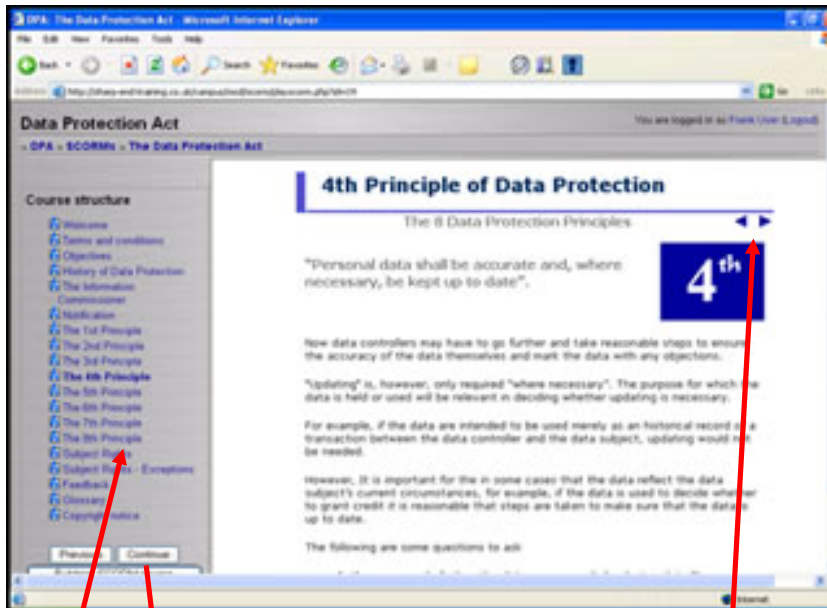 DPA: The Data Protection Act - Microsoft Internet Explorer
File Edit View Favorites Tools Help
Back Search Favorites
Address Go
Data Protection Act
You are logged in as Frank User (Logout)
DPA » SCORMs » The Data Protection Act
Course structure
Welcome
Terms and conditions
Objectives
History of Data Protection
The Information
Commissioner
Notification
The 1st Principle
The 2nd Principle
The 3rd Principle
The 4th Principle
The 5th Principle
The 6th Principle
The 7th Principle
The 8th Principle
Subject Rights
Subject Rights - Exceptions
Feedback
Glossary
Copyright notice
Previous Continue
4th Principle of Data Protection
The 8 Data Protection Principles
"Personal data shall be accurate and, where
necessary, be kept up to date".
4th
Now data controllers may have to go further and take reasonable steps to ensure
the accuracy of the data themselves and mark the data with any objections.
"Updating" is, however, only required "where necessary". The purpose for which the
data is held or used will be relevant in deciding whether updating is necessary.
For example, if the data are intended to be used merely as an historical record of a
transaction between the data controller and the data subject, updating would not
be needed.
However, It is important for the in some cases that the data reflect the data
subject's current circumstances, for example, if the data is used to decide whether
to grant credit it is reasonable that steps are taken to make sure that the data is
up to date.
The following are some questions to ask
Internet